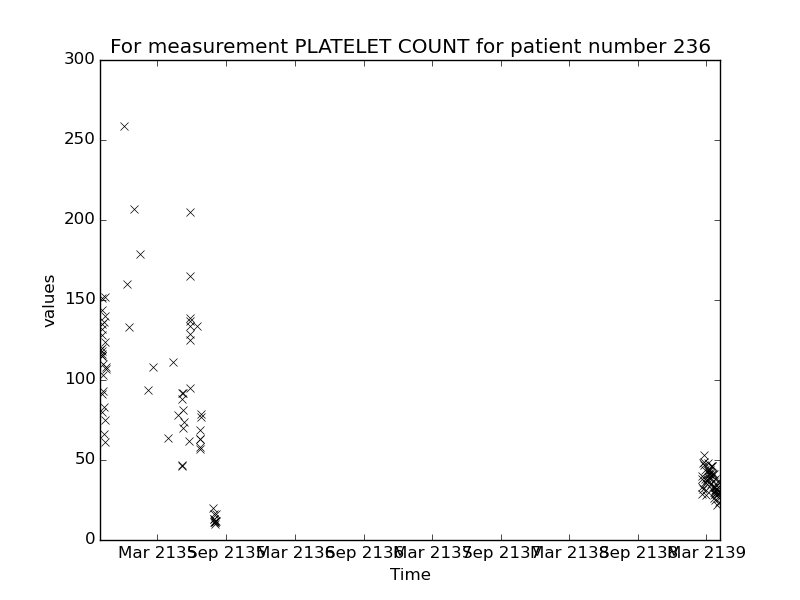 For measurement PLATELET COUNT for patient number 236
300
250
200
150
100
50
0
values
Mar 2135 Sep 2135 Mar 2136 Sep 2136 Mar 2137 Sep 2137 Mar 2138 Sep 2138 Mar 2139
Time